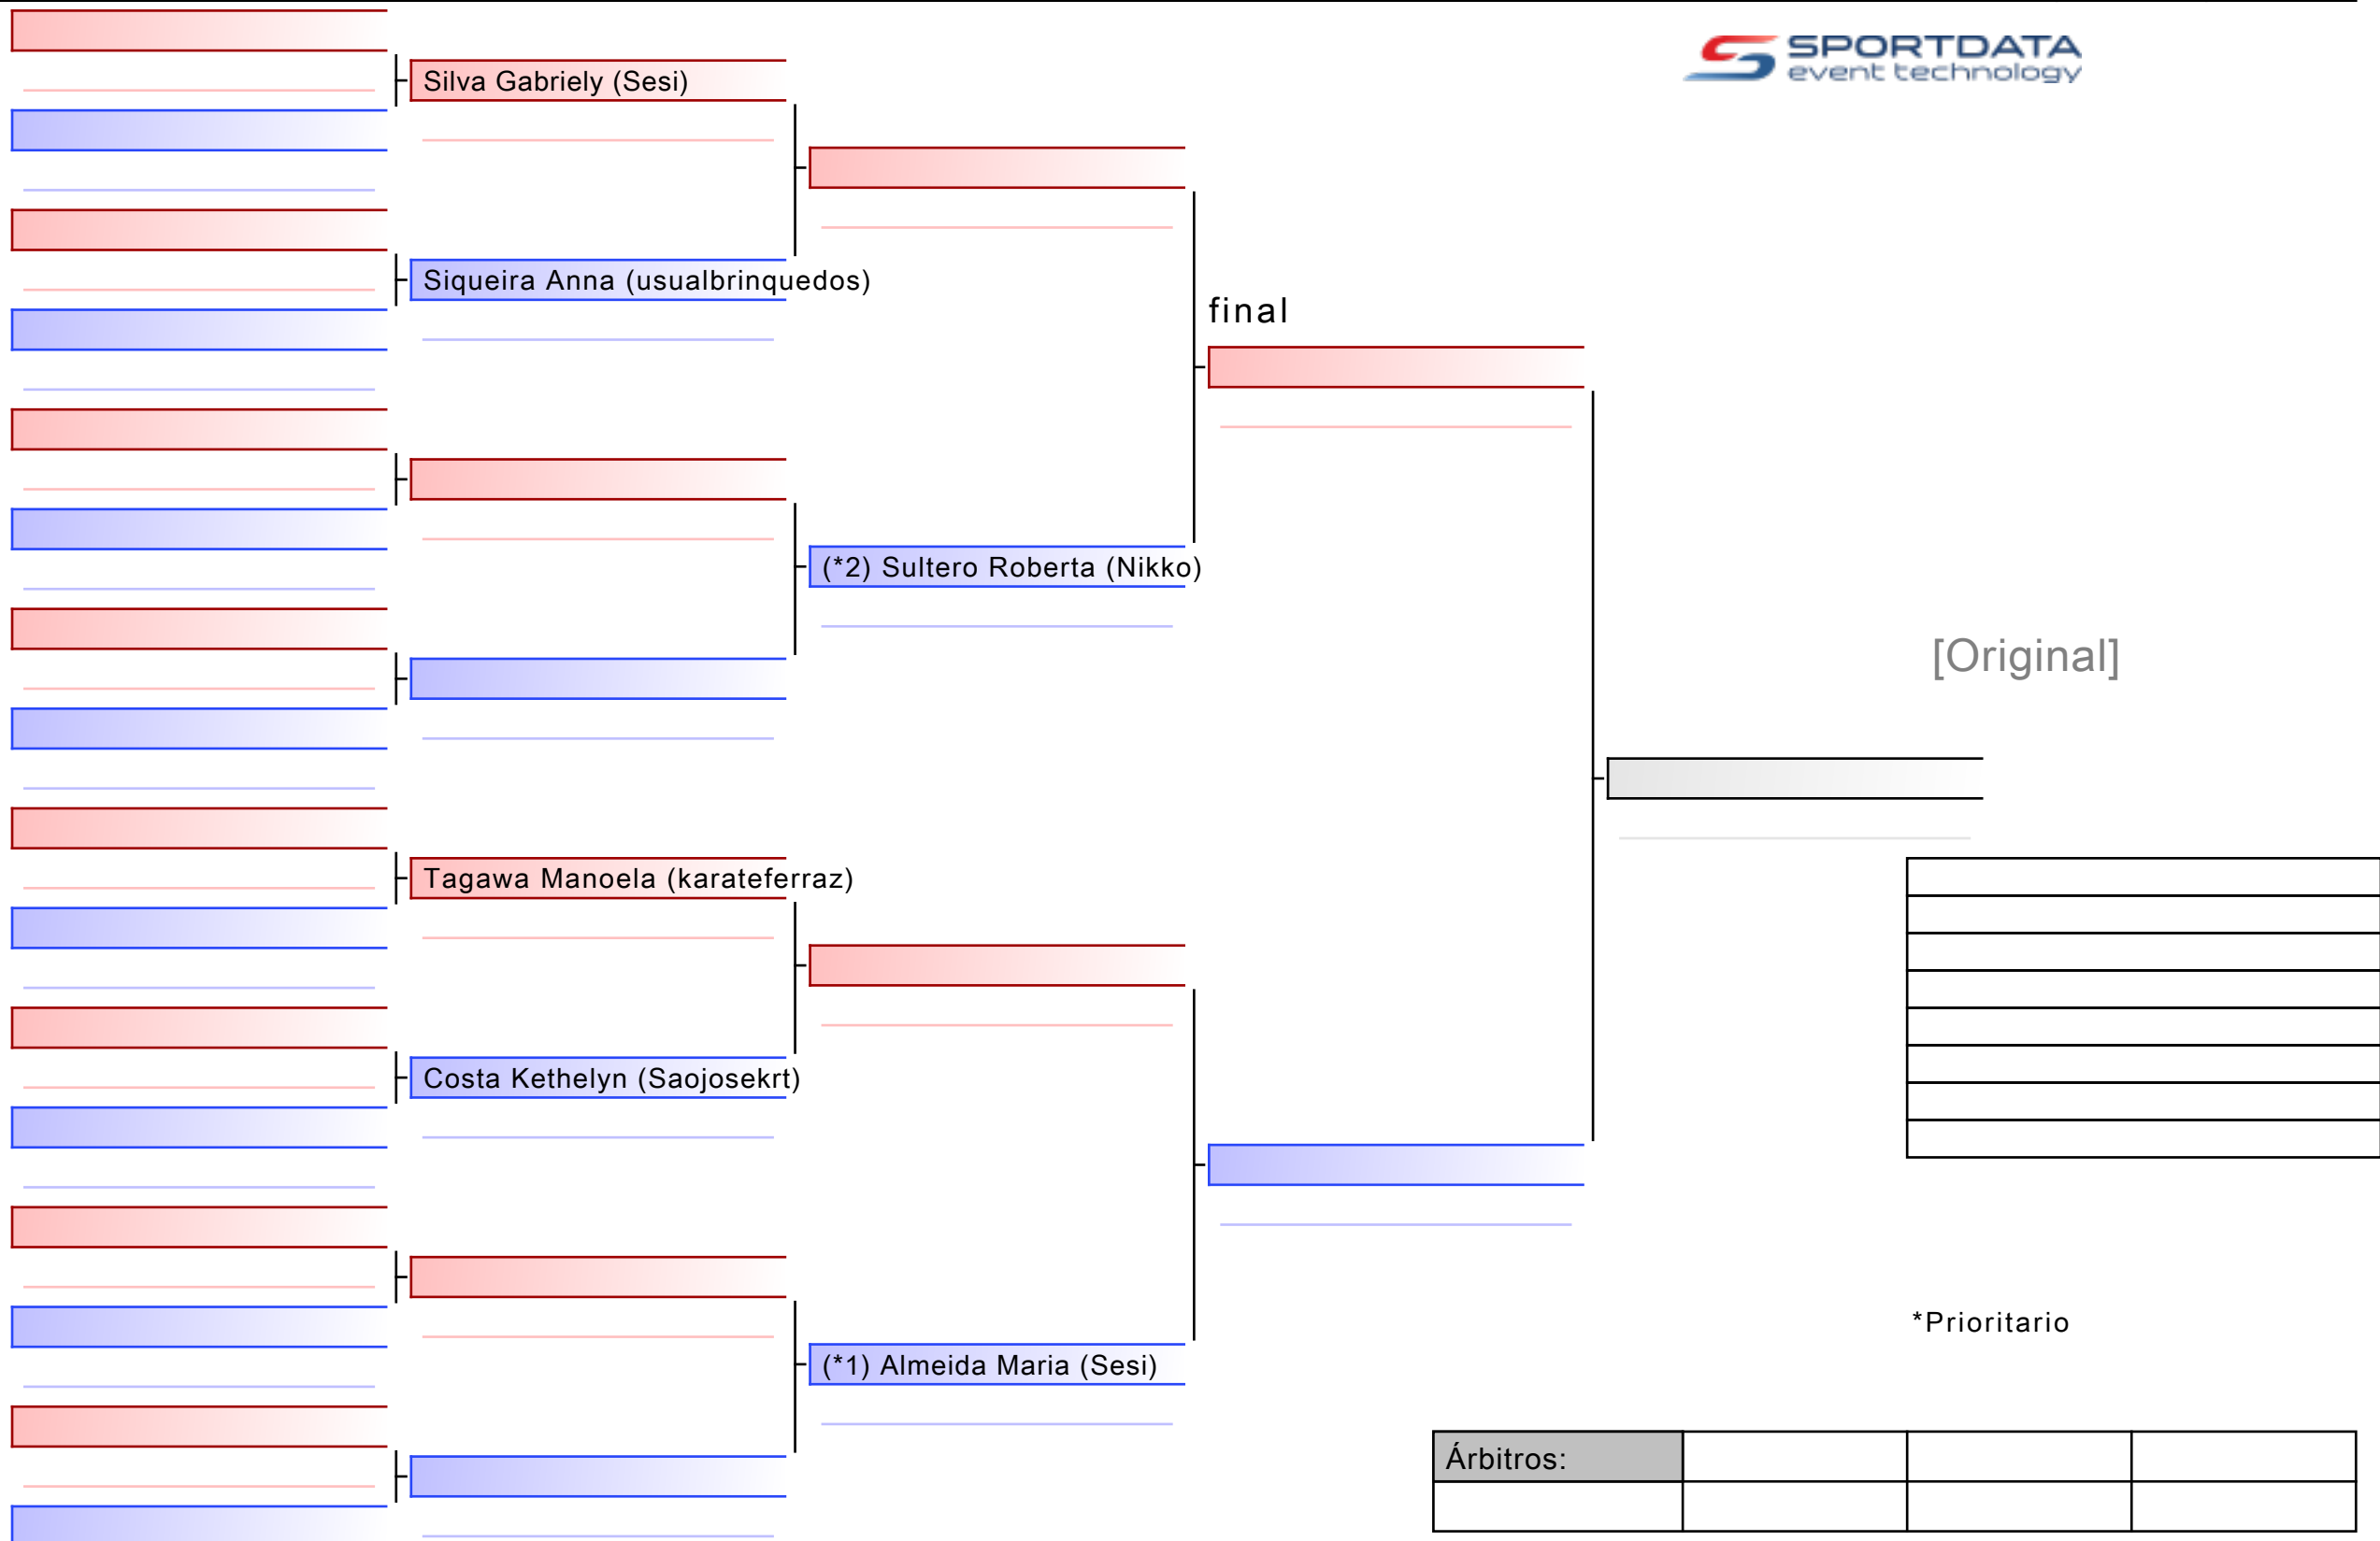 SPORTDATA
event technology
Silva Gabriely (Sesi)
Siqueira Anna (usualbrinquedos)
final
(*2) Sultero Roberta (Nikko)
[Original]
Tagawa Manoela (karateferraz)
Costa Kethelyn (Saojosekrt)
*Prioritario
(*1) Almeida Maria (Sesi)
Árbitros: